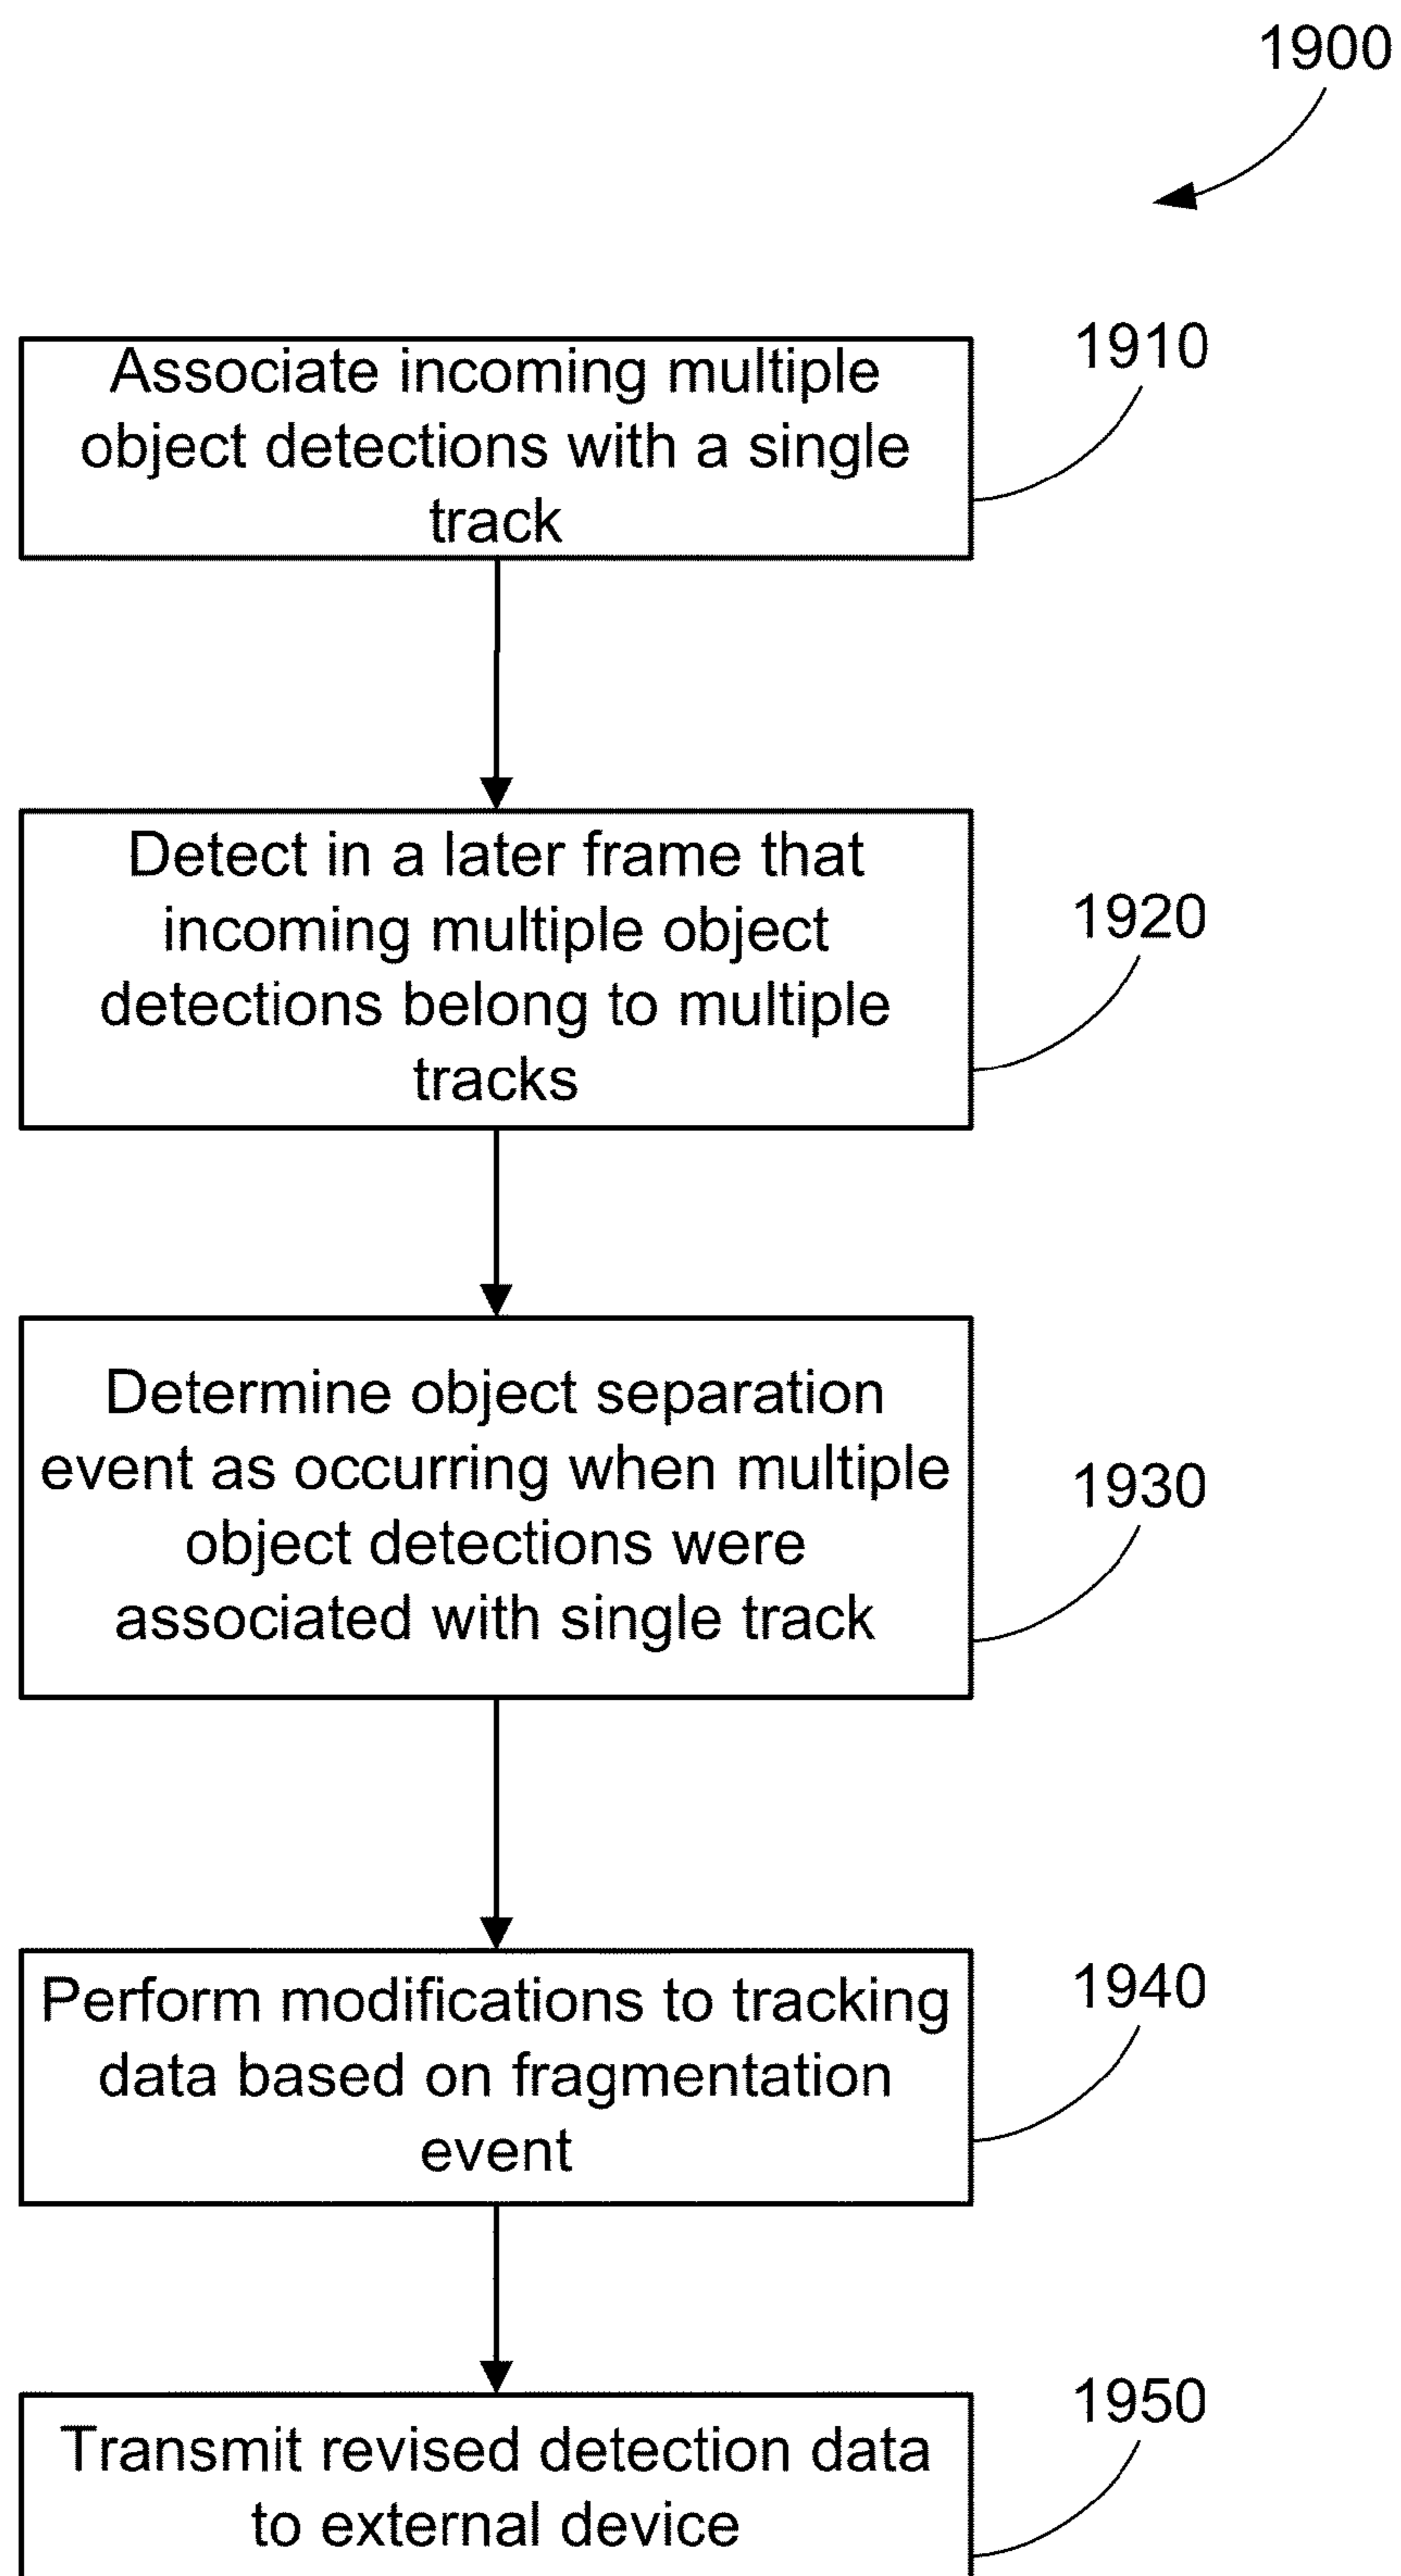 1900
Associate incoming multiple
object detections with a single
track
1910
Detect in a later frame that
incoming multiple object
detections belong to multiple
tracks
1920
Determine object separation
event as occurring when multiple
object detections were
associated with single track
1930
Perform modifications to tracking
data based on fragmentation
event
1940
Transmit revised detection data
to external device
1950